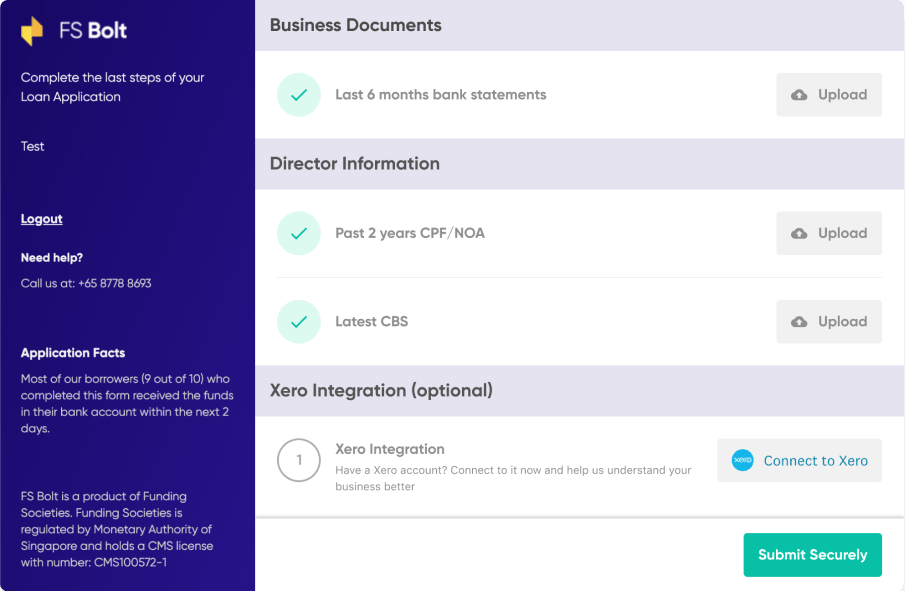 FS Bolt
Complete the last steps of your
Loan Application
Test
Logout
Need help?
Call us at: +65 8778 8693
Application Facts
Most of our borrowers (9 out of 10) who
completed this form received the funds
in their bank account within the next 2
days.
FS Bolt is a product of Funding
Societies. Funding Societies is
regulated by Monetary Authority of
Singapore and holds a CMS license
with number: CMS100572-1
Business Documents
Last 6 months bank statements
Upload
Director Information
Past 2 years CPF/NOA
Upload
Latest CBS
Upload
Xero Integration (optional)
1
Xero Integration
Have a Xero account? Connect to it now and help us understand your
business better
xero
Connect to Xero
Submit Securely